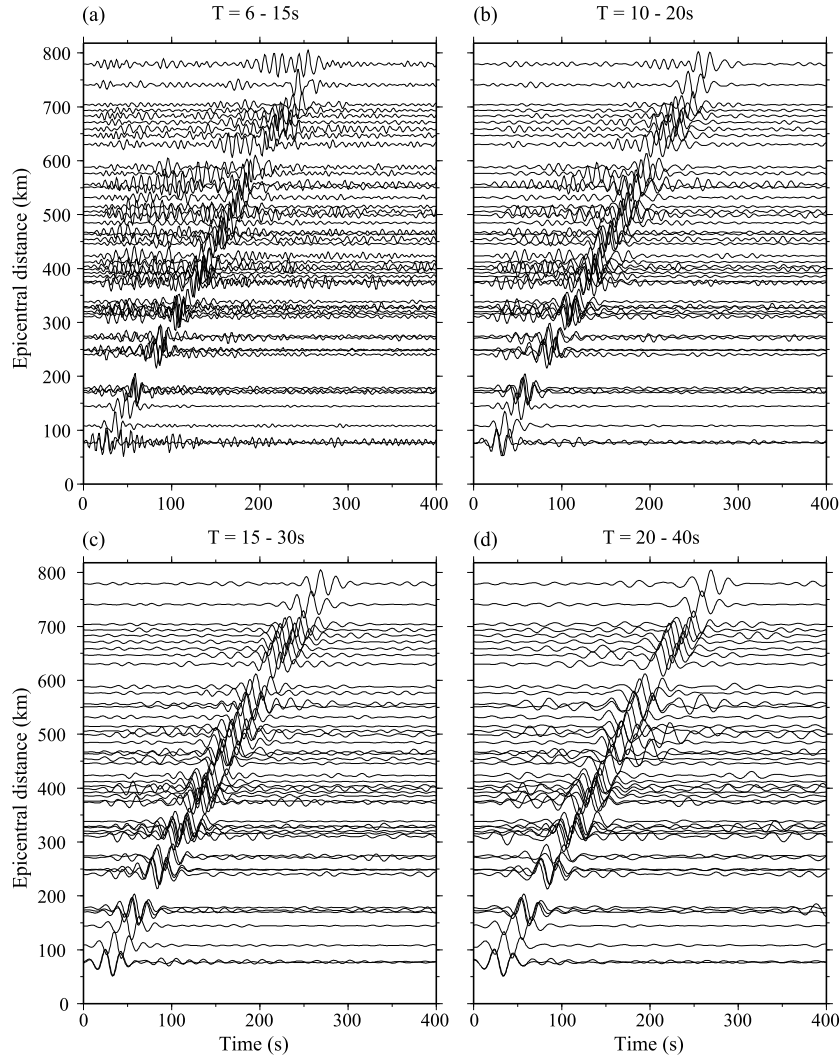 (a) T = 6 - 15s
(b) T = 10 - 20s
800
700
600
500
400
300
200
100
0
Epicentral distance (km)
0 100 200 300 400
0 100 200 300 400
(c) T = 15 - 30s
(d) T = 20 - 40s
800
700
600
500
400
300
200
100
0
Epicentral distance (km)
0 100 200 300 400
0 100 200 300 400
Time (s)
Time (s)